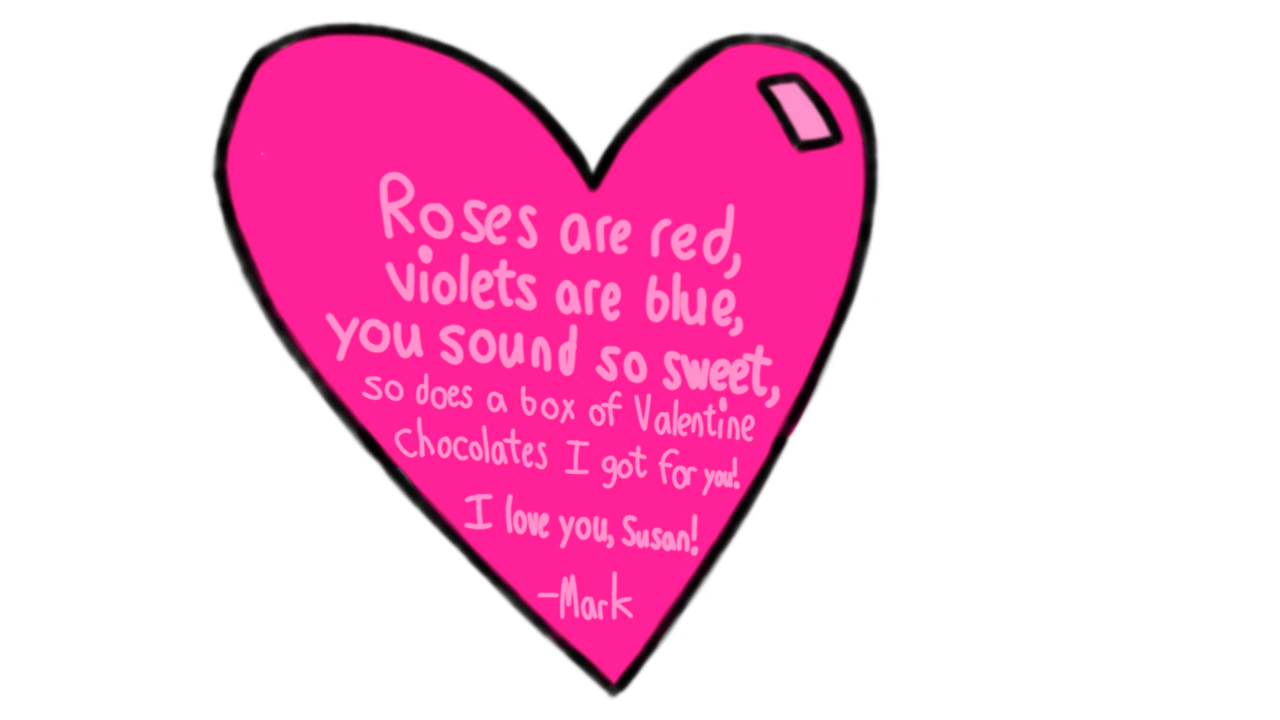 Roses are red,
violets are blue,
you sound so sweet,
so does a box of Valentine
chocolates I got for you!
I love you, Susan!
-Mark